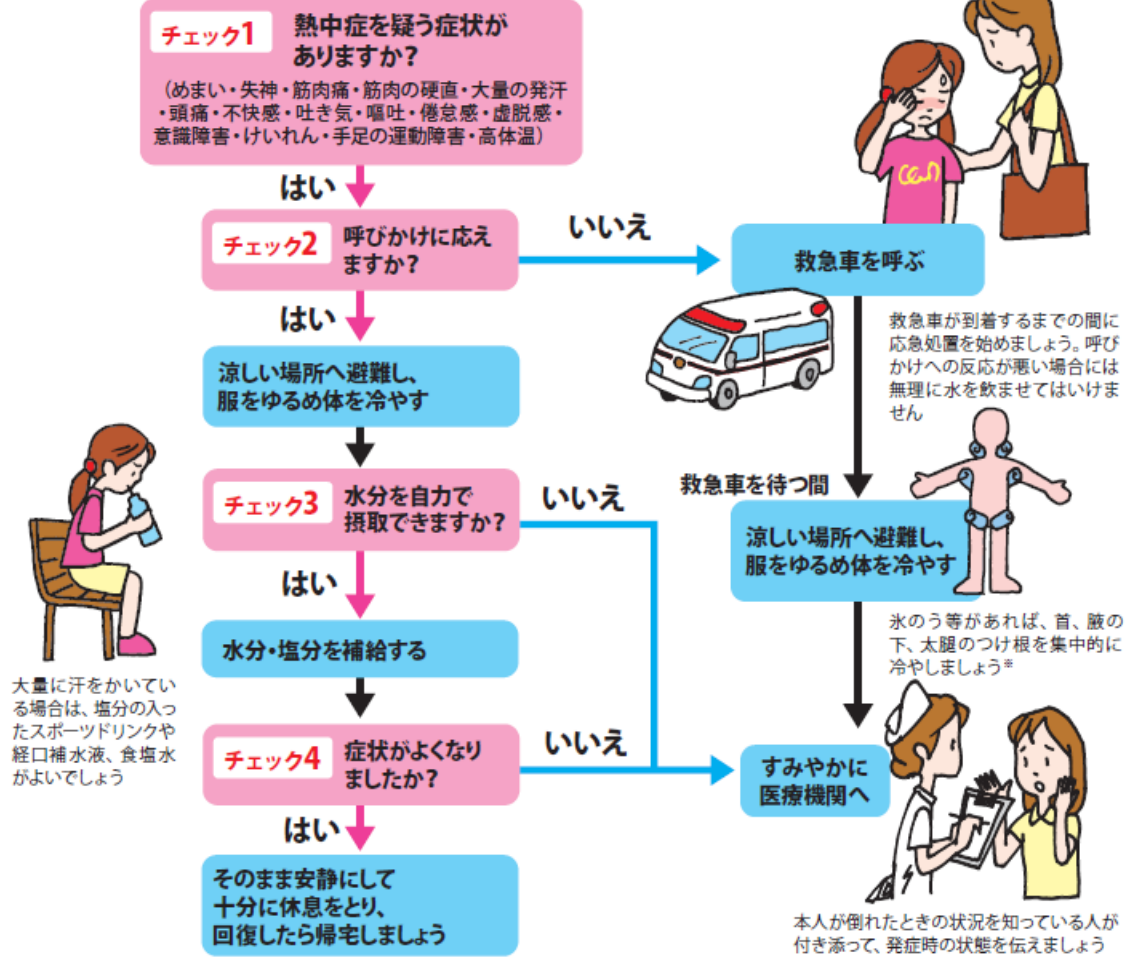 チェック1
熱中症を疑う症状が
ありますか？
（めまい・失神・筋肉痛・筋肉の硬直・大量の発汗
・頭痛・不快感・吐き気・嘔吐・倦怠感・虚脱感・
意識障害・けいれん・手足の運動障害・高体温）
はい
チェック2
呼びかけに応え
ますか？
いいえ
救急車を呼ぶ
救急車が到着するまでの間に
応急処置を始めましょう。呼び
かけへの反応が悪い場合には
無理に水を飲ませてはいけま
せん
はい
涼しい場所へ避難し、
服をゆるめ体を冷やす
チェック3
水分を自力で
摂取できますか？
いいえ
救急車を待つ間
涼しい場所へ避難し、
服をゆるめ体を冷やす
氷のう等があれば、首、腋の
下、太腿のつけ根を集中的に
冷やしましょう※
はい
水分・塩分を補給する
大量に汗をかいてい
る場合は、塩分の入っ
たスポーツドリンクや
経口補水液、食塩水
がよいでしょう
チェック4
症状がよくなり
ましたか？
いいえ
すみやかに
医療機関へ
はい
そのまま安静にして
十分に休息をとり、
回復したら帰宅しましょう
本人が倒れたときの状況を知っている人が
付き添って、発症時の状態を伝えましょう